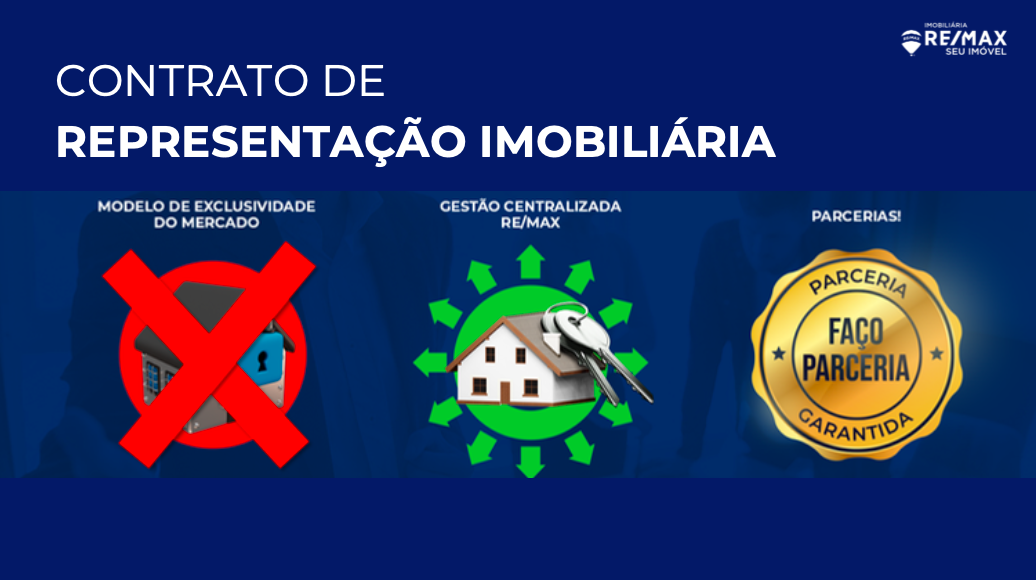 IMOBILIÁRIA
RE/MAX
SEU IMÓVEL
CONTRATO DE
REPRESENTAÇÃO IMOBILIÁRIA
MODELO DE EXCLUSIVIDADE
DO MERCADO
GESTÃO CENTRALIZADA
RE/MAX
PARCERIAS!
PARCERIA
FAÇO
PARCERIA
GARANTIDA